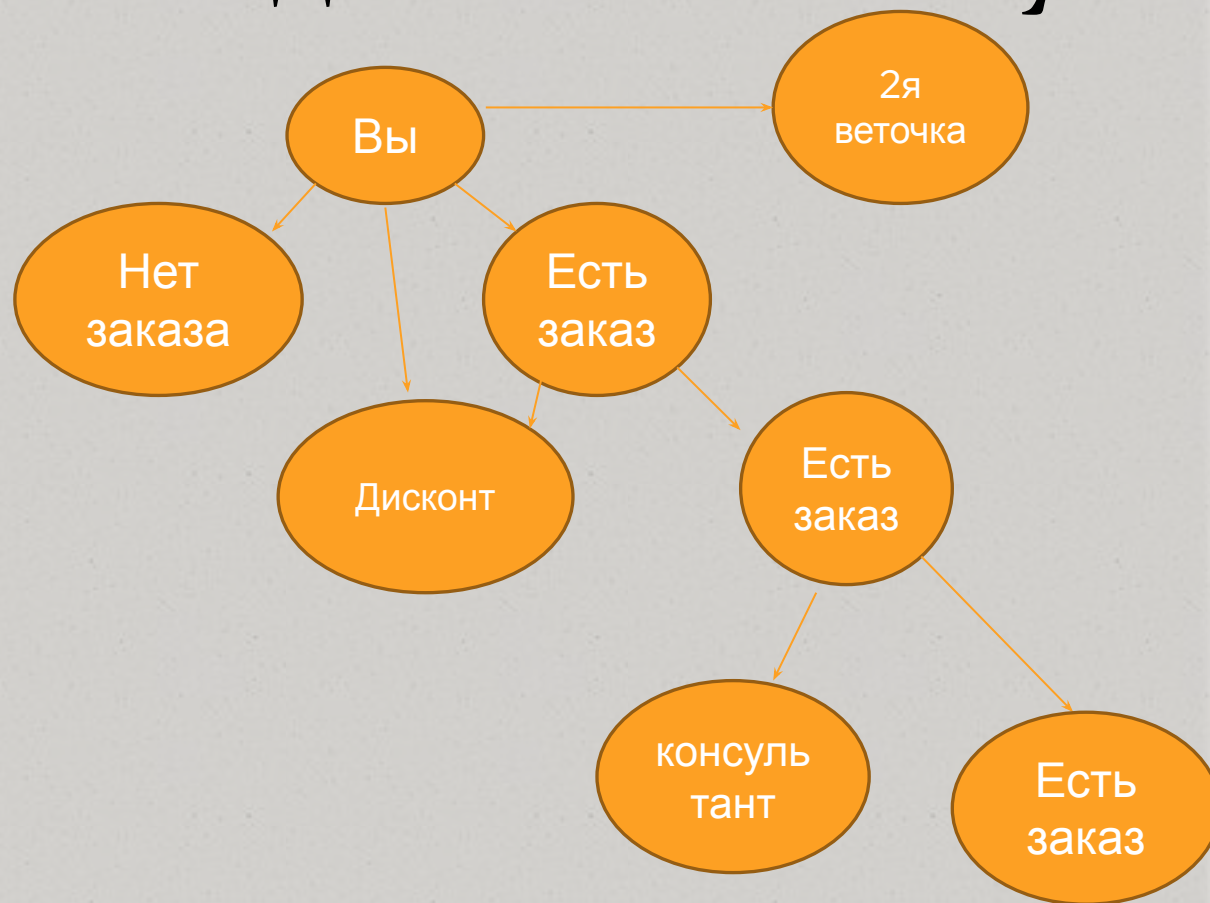 2я
веточка
Вы
Нет
заказа
Есть
заказ
Дисконт
Есть
заказ
консуль
тант
Есть
заказ